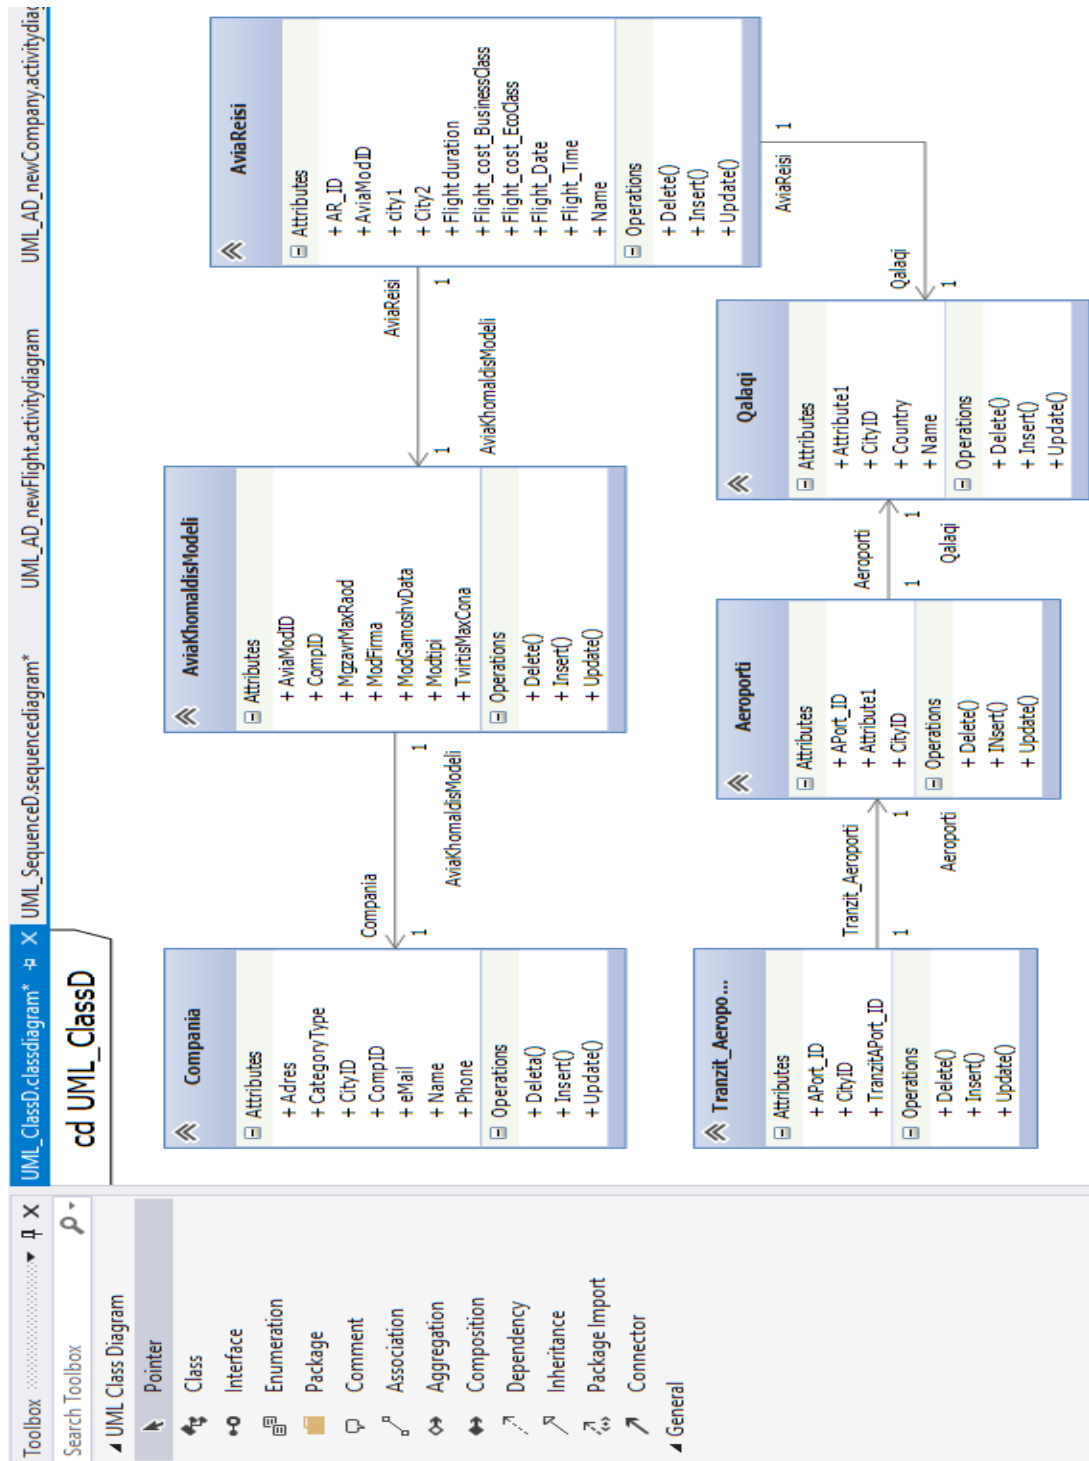 Toolbox
Search Toolbox
UML Class Diagram
Pointer
Class
Interface
Enumeration
Package
Comment
Association
Aggregation
Composition
Dependency
Inheritance
Package Import
Connector
General
UML_ClassD.classdiagram*
UML_SequenceD.sequencediagram*
UML_AD_newFlight.activitydiagram
UML_AD_newCompany.activitydiag
cd UML_ClassD
Compania
Attributes
+ Adres
+ CategoryType
+ CityID
+ CompID
+ eMail
+ Name
+ Phone
Operations
+ Deleta()
+ Insert()
+ Update()
Compania
1
1
AviaKhomaldisModeli
AviaKhomaldisModeli
Attributes
+ AviaModID
+ CompID
+ MgzavrMaxRaod
+ ModFirma
+ ModGamoshvData
+ Modtipi
+ TvirtisMaxCona
Operations
+ Delete()
+ Insert()
+ Update()
AviaReisi
1
1
AviaKhomaldisModeli
AviaReisi
Attributes
+ AR_ID
+ AviaModID
+ city1
+ City2
+ Flight duration
+ Flight_cost_BusinessClass
+ Flight_cost_EcoClass
+ Flight_Date
+ Flight_Time
+ Name
Operations
+ Delete()
+ Insert()
+ Update()
AviaReisi
1
Qalaqi
1
Tranzit_Aeropo...
Attributes
+ APort_ID
+ CityID
+ TranzitAPort_ID
Operations
+ Delete()
+ Insert()
+ Update()
Tranzit_Aeroporti
1
1
Aeroporti
Aeroporti
Attributes
+ APort_ID
+ Attribute1
+ CityID
Operations
+ Delete()
+ INsert()
+ Update()
Aeroporti
1
1
Qalaqi
Qalaqi
Attributes
+ Attribute1
+ CityID
+ Country
+ Name
Operations
+ Delete()
+ Insert()
+ Update()